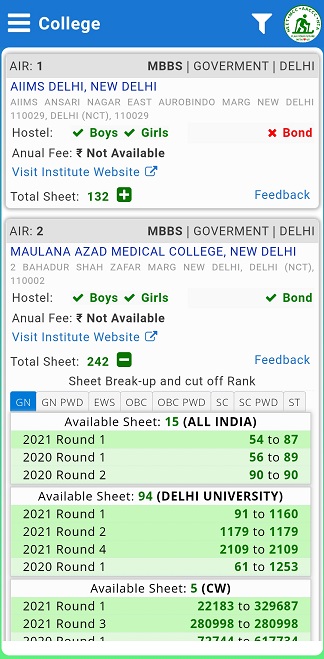 College
AIR: 1 MBBS | GOVERMENT | DELHI
AIIMS DELHI, NEW DELHI
AIIMS ANSARI NAGAR EAST AUROBINDO MARG NEW DELHI
110029, DELHI (NCT), 110029
Hostel: ✔ Boys ✔ Girls ✖ Bond
Anual Fee: ₹ Not Available
Visit Institute Website
Total Sheet: 132 Feedback
AIR: 2 MBBS | GOVERMENT | DELHI
MAULANA AZAD MEDICAL COLLEGE, NEW DELHI
2 BAHADUR SHAH ZAFAR MARG NEW DELHI, DELHI (NCT),
110002
Hostel: ✔ Boys ✔ Girls ✔ Bond
Anual Fee: ₹ Not Available
Visit Institute Website
Total Sheet: 242 Feedback
Sheet Break-up and cut off Rank
GN GN PWD EWS OBC OBC PWD SC SC PWD ST
Available Sheet: 15 (ALL INDIA)
2021 Round 1 54 to 87
2020 Round 1 56 to 89
2020 Round 2 90 to 90
Available Sheet: 94 (DELHI UNIVERSITY)
2021 Round 1 91 to 1160
2021 Round 2 1179 to 1179
2021 Round 4 2109 to 2109
2020 Round 1 61 to 1253
Available Sheet: 5 (CW)
2021 Round 1 22183 to 329687
2021 Round 3 280998 to 280998
2020 Round 1 72744 to 617734